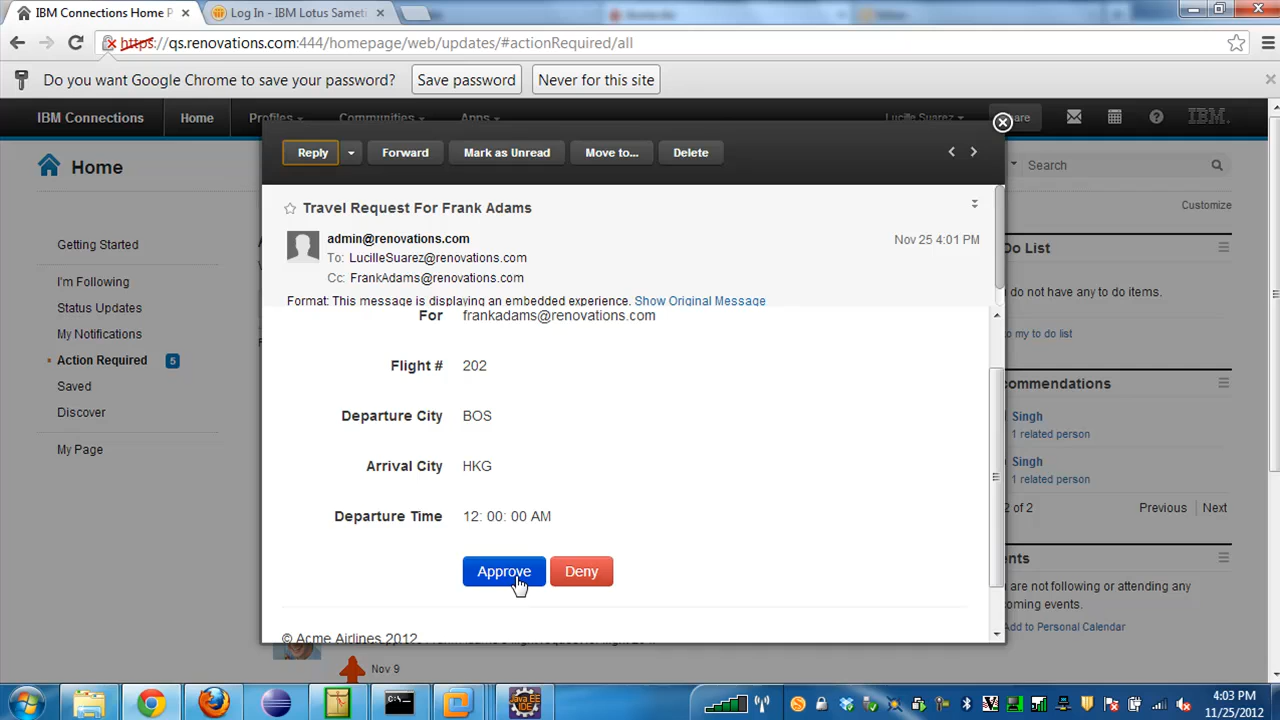 IBM Connections Home P
Log In - IBM Lotus Sameti
https://qs.renovations.com:444/homepage/web/updates/#actionRequired/all
Do you want Google Chrome to save your password? Save password Never for this site
IBM Connections Home Profiles Communities Apps Lucille Suarez are IBM
Reply Forward Mark as Unread Move to... Delete
Home
Search
Customize
Travel Request For Frank Adams
admin@renovations.com
Nov 25 4:01 PM
To: LucilleSuarez@renovations.com
Cc: FrankAdams@renovations.com
Format: This message is displaying an embedded experience. Show Original Message
For frankadams@renovations.com
Flight # 202
Departure City BOS
Arrival City HKG
Departure Time 12: 00: 00 AM
Approve Deny
© Acme Airlines 2012
Getting Started
I'm Following
Status Updates
My Notifications
Action Required 5
Saved
Discover
My Page
Do List
do not have any to do items.
to my to do list
commendations
Singh
1 related person
Singh
1 related person
2 of 2 Previous Next
ents
are not following or attending any
coming events.
Add to Personal Calendar
Nov 9
Java EE
IDE
4:03 PM
11/25/2012